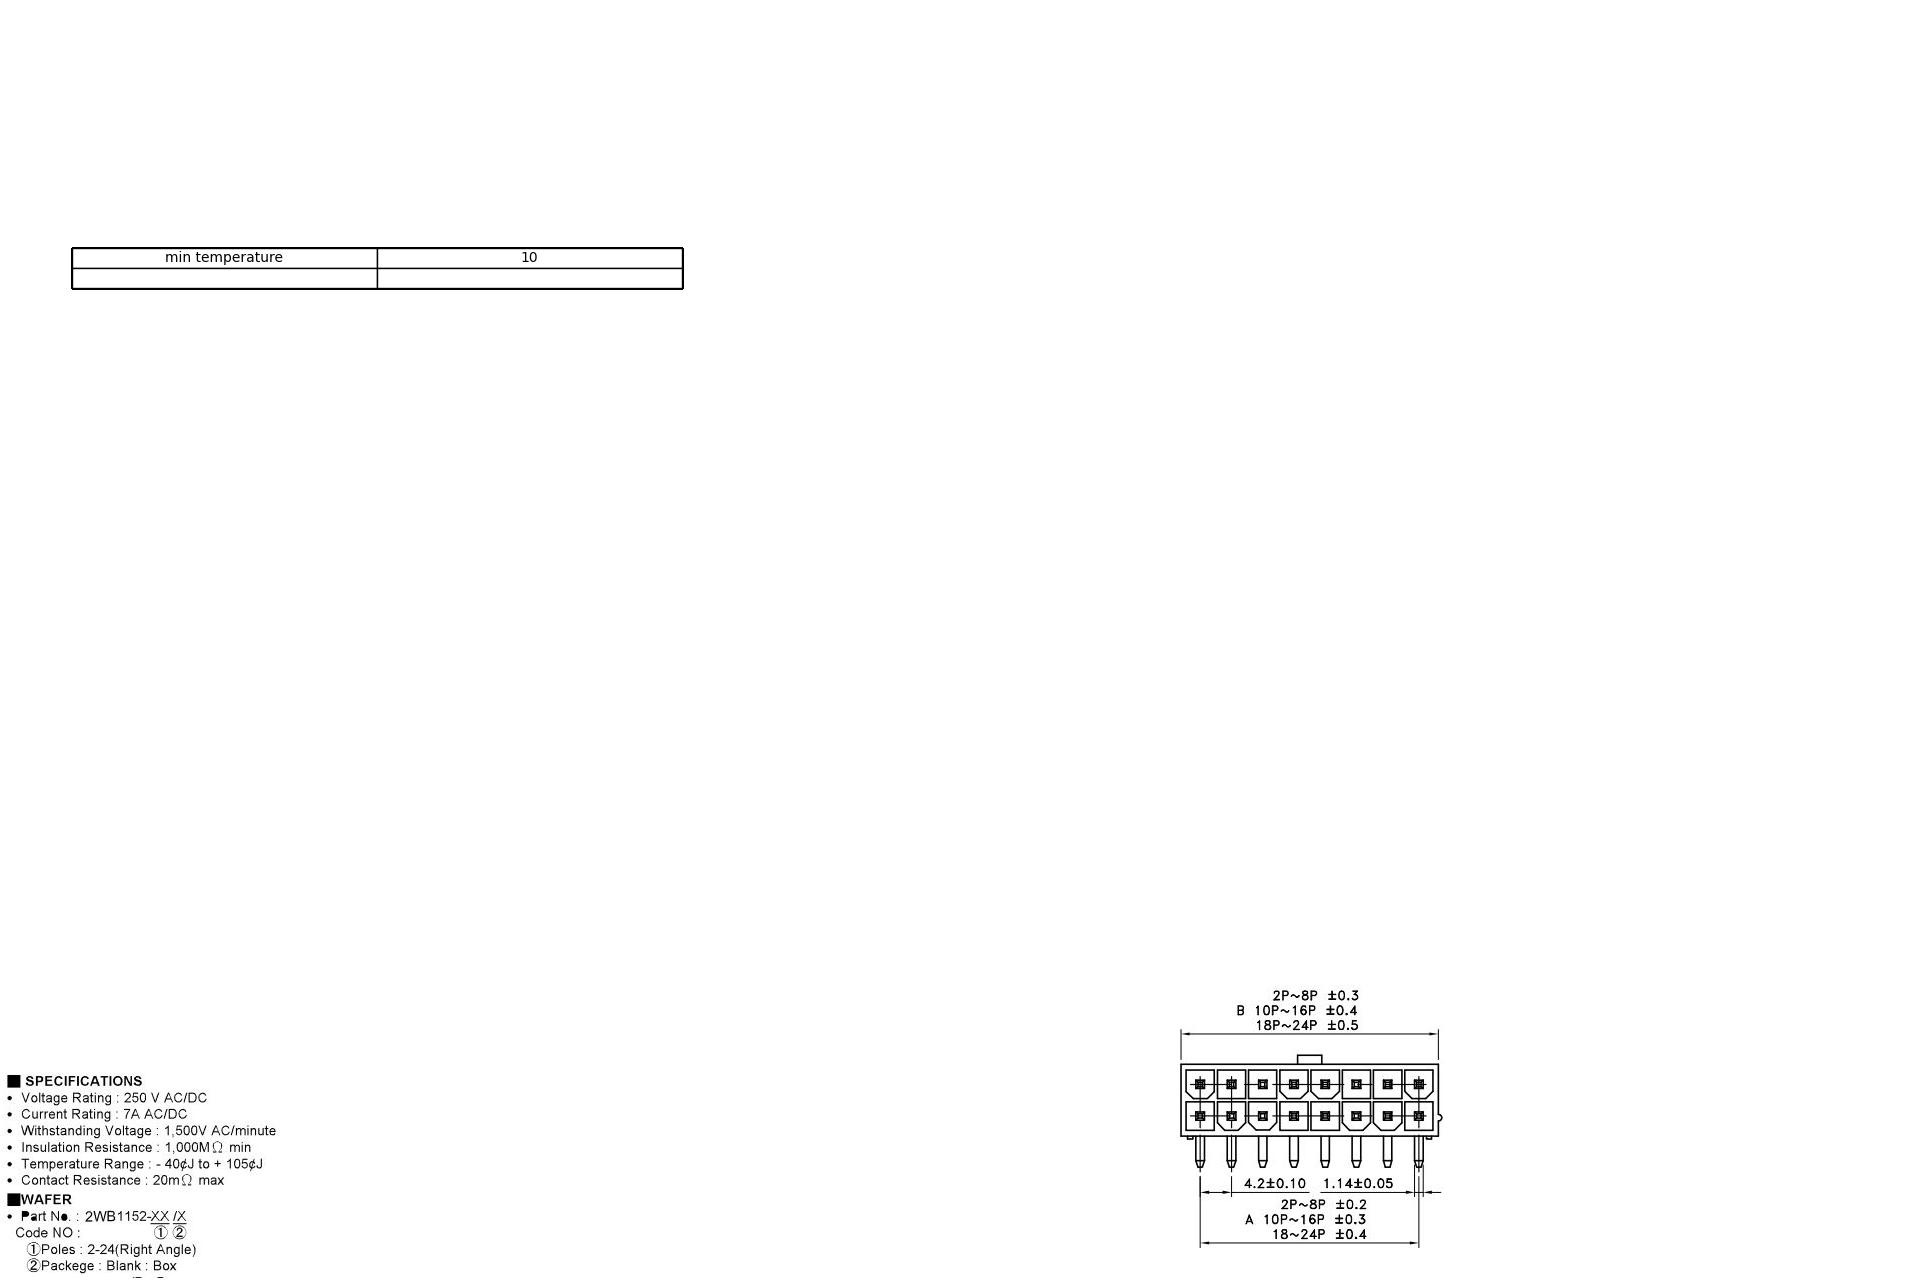 min temperature 10
2P~8P ±0.3
B 10P~16P ±0.4
18P~24P ±0.5
4.2±0.10 1.14±0.05
2P~8P ±0.2
A 10P~16P ±0.3
18~24P ±0.4
■ SPECIFICATIONS
• Voltage Rating : 250 V AC/DC
• Current Rating : 7A AC/DC
• Withstanding Voltage : 1,500V AC/minute
• Insulation Resistance : 1,000MΩ min
• Temperature Range : - 40¢J to + 105¢J
• Contact Resistance : 20mΩ max
■WAFER
• Part No. : 2WB1152-XX /X
Code NO : ① ②
①Poles : 2-24(Right Angle)
②Packege : Blank : Box